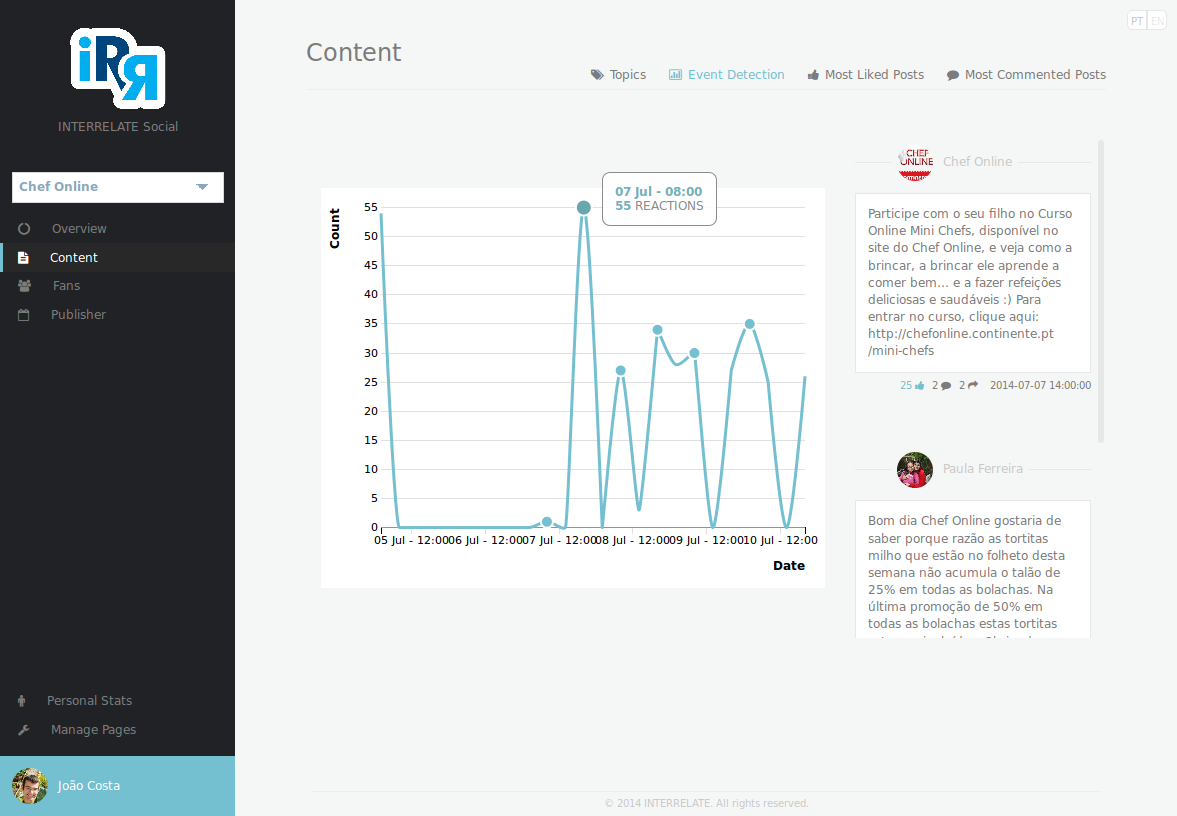 iRR
INTERRELATE Social
Chef Online
Overview
Content
Fans
Publisher
Personal Stats
Manage Pages
João Costa
PT EN
Content
Topics Event Detection Most Liked Posts Most Commented Posts
07 Jul - 08:00
55 REACTIONS
Count
55
50
45
40
35
30
25
20
15
10
5
0
05 Jul - 12:00 06 Jul - 12:00 07 Jul - 12:00 08 Jul - 12:00 09 Jul - 12:00 10 Jul - 12:00
Date
CHEF
ONLINE
Chef Online
Participe com o seu filho no Curso
Online Mini Chefs, disponível no
site do Chef Online, e veja como a
brincar, a brincar ele aprende a
comer bem... e a fazer refeições
deliciosas e saudáveis :) Para
entrar no curso, clique aqui:
http://chefonline.continente.pt
/mini-chefs
25 2 2 2014-07-07 14:00:00
Paula Ferreira
Bom dia Chef Online gostaria de
saber porque razão as tortitas
milho que estão no folheto desta
semana não acumula o talão de
25% em todas as bolachas. Na
última promoção de 50% em
todas as bolachas estas tortitas
© 2014 INTERRELATE. All rights reserved.